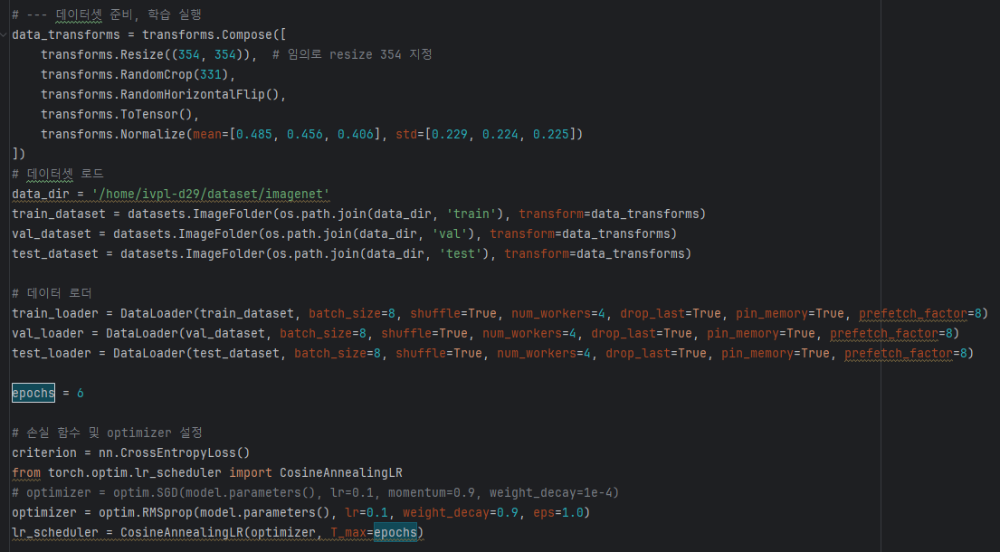 # --- 데이터셋 준비, 학습 실행
data_transforms = transforms.Compose([
    transforms.Resize((354, 354)),  # 임의로 resize 354 지정
    transforms.RandomCrop(331),
    transforms.RandomHorizontalFlip(),
    transforms.ToTensor(),
    transforms.Normalize(mean=[0.485, 0.456, 0.406], std=[0.229, 0.224, 0.225])
])
# 데이터셋 로드
data_dir = '/home/ivpl-d29/dataset/imagenet'
train_dataset = datasets.ImageFolder(os.path.join(data_dir, 'train'), transform=data_transforms)
val_dataset = datasets.ImageFolder(os.path.join(data_dir, 'val'), transform=data_transforms)
test_dataset = datasets.ImageFolder(os.path.join(data_dir, 'test'), transform=data_transforms)
# 데이터 로더
train_loader = DataLoader(train_dataset, batch_size=8, shuffle=True, num_workers=4, drop_last=True, pin_memory=True, prefetch_factor=8)
val_loader = DataLoader(val_dataset, batch_size=8, shuffle=True, num_workers=4, drop_last=True, pin_memory=True, prefetch_factor=8)
test_loader = DataLoader(test_dataset, batch_size=8, shuffle=True, num_workers=4, drop_last=True, pin_memory=True, prefetch_factor=8)
epochs = 6
# 손실 함수 및 optimizer 설정
criterion = nn.CrossEntropyLoss()
from torch.optim.lr_scheduler import CosineAnnealingLR
# optimizer = optim.SGD(model.parameters(), lr=0.1, momentum=0.9, weight_decay=1e-4)
optimizer = optim.RMSprop(model.parameters(), lr=0.1, weight_decay=0.9, eps=1.0)
lr_scheduler = CosineAnnealingLR(optimizer, T_max=epochs)